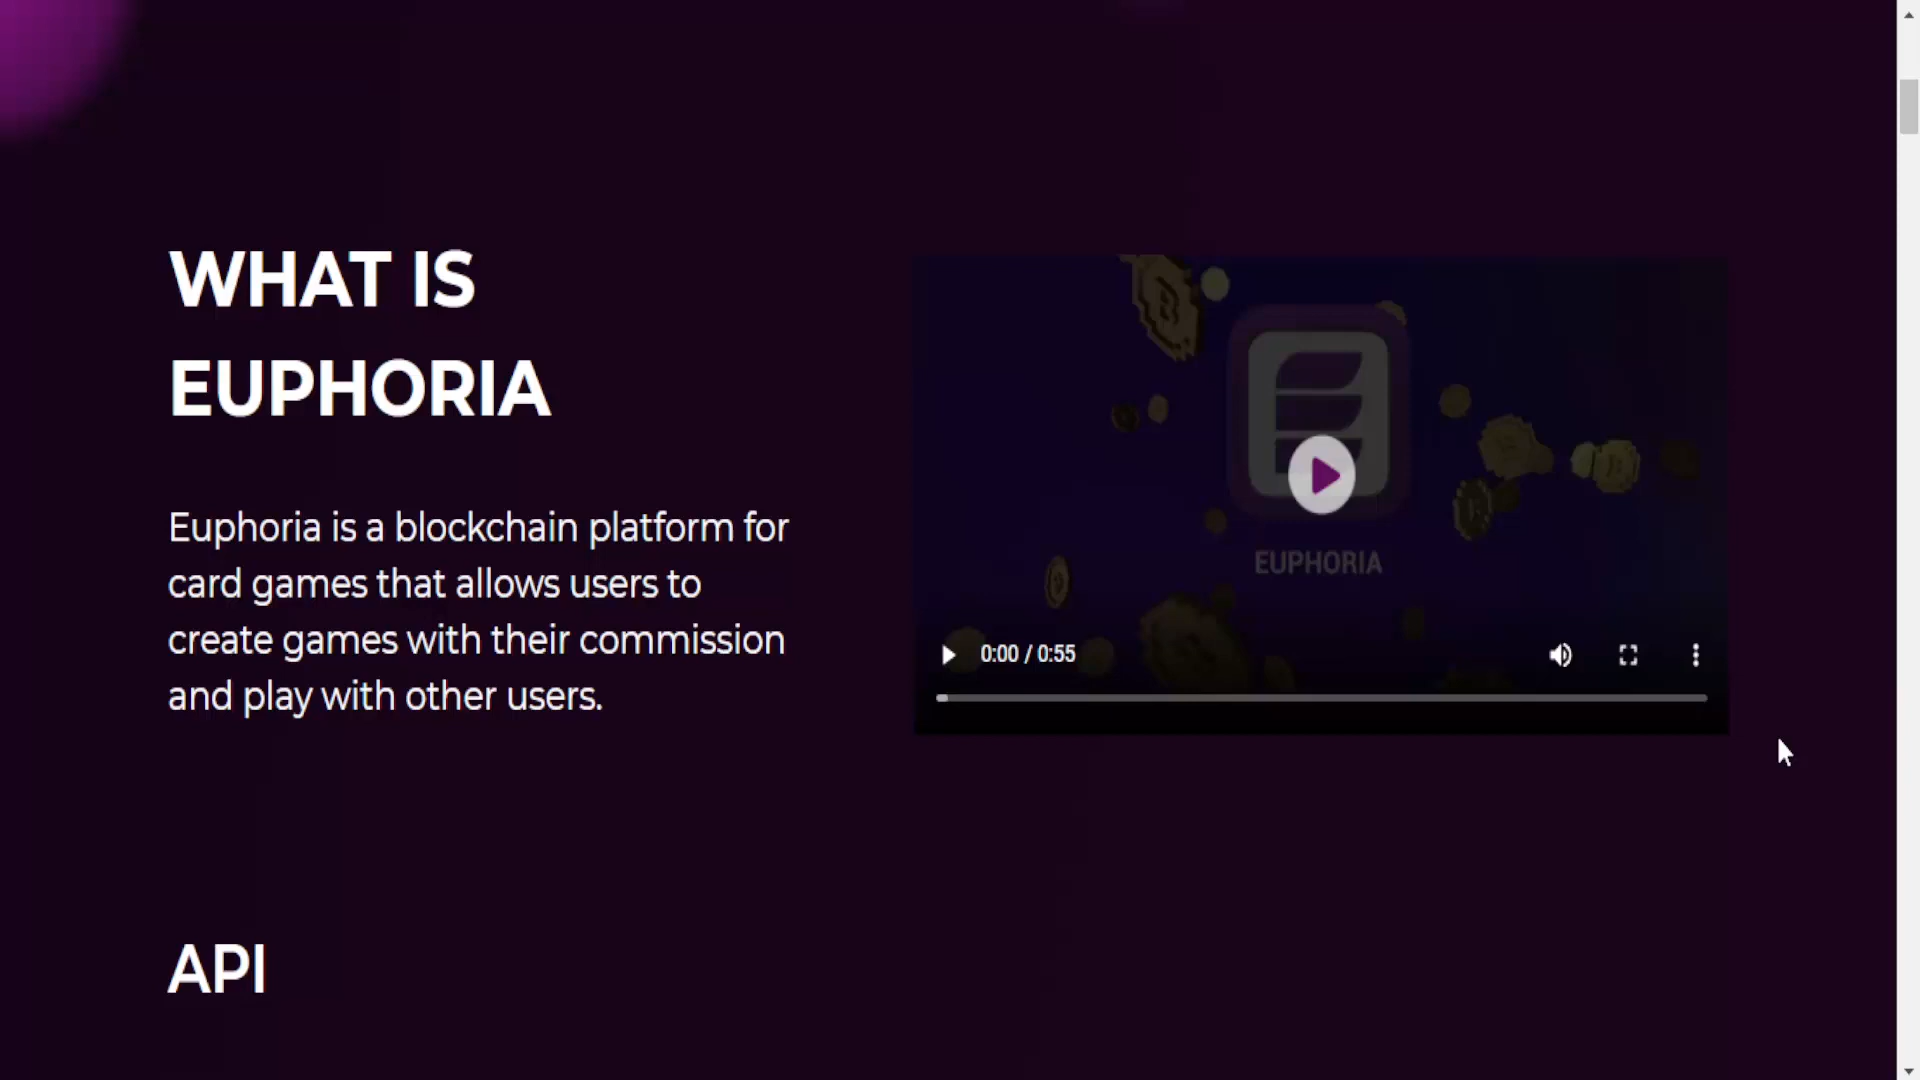 WHAT IS
EUPHORIA
Euphoria is a blockchain platform for
card games that allows users to
create games with their commission
and play with other users.
EUPHORIA
0:00 / 0:55
API